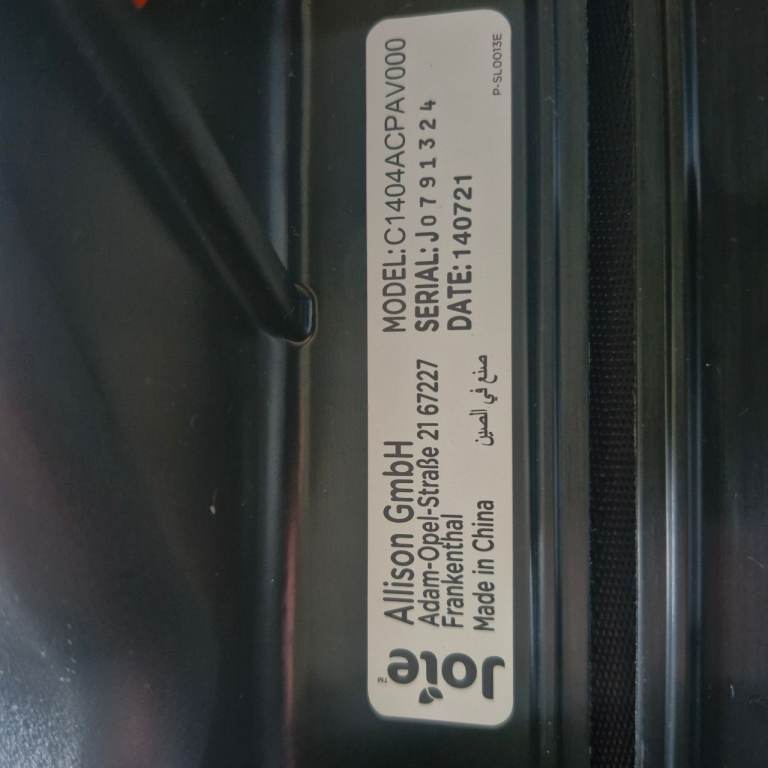 Joie™
Allison GmbH
Adam-Opel-Straße 21 67227
Frankenthal
Made in China صنع في الصين
MODEL:C1404ACPAV000
SERIAL:J0791324
DATE:140721
P-SL0013E